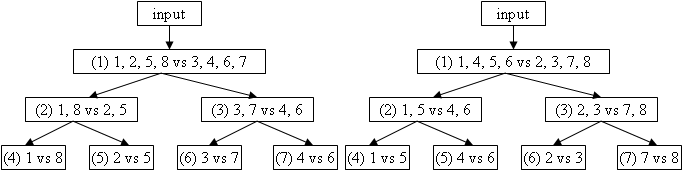 input
(1) 1, 2, 5, 8 vs 3, 4, 6, 7
(2) 1, 8 vs 2, 5
(3) 3, 7 vs 4, 6
(4) 1 vs 8
(5) 2 vs 5
(6) 3 vs 7
(7) 4 vs 6
input
(1) 1, 4, 5, 6 vs 2, 3, 7, 8
(2) 1, 5 vs 4, 6
(3) 2, 3 vs 7, 8
(4) 1 vs 5
(5) 4 vs 6
(6) 2 vs 3
(7) 7 vs 8